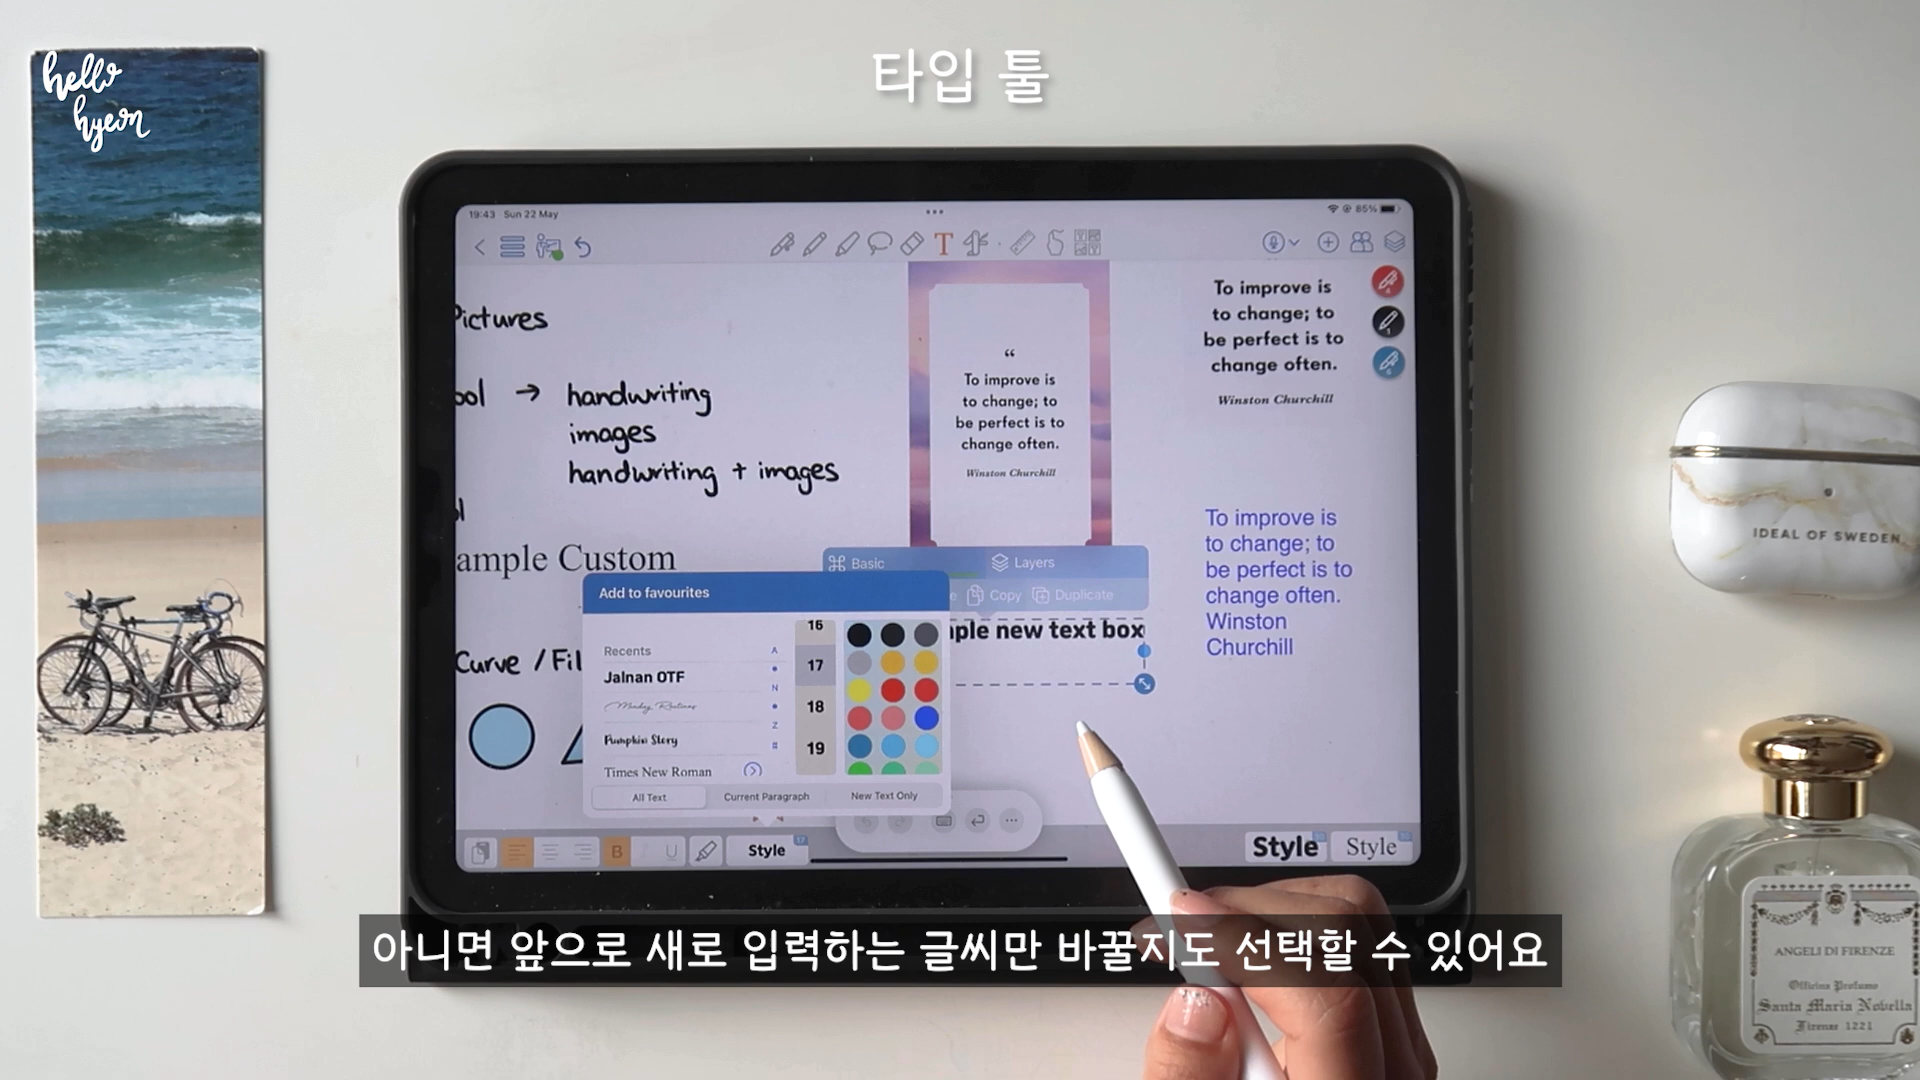 hello
hyeon
타입 툴
19:43 Sun 22 May
85%
T
Pictures
ool → handwriting
images
handwriting + images
ample Custom
Curve / Fil
“
To improve is
to change; to
be perfect is to
change often.
Winston Churchill
To improve is
to change; to
be perfect is to
change often.
Winston Churchill
To improve is
to change; to
be perfect is to
change often.
Winston
Churchill
Basic
Layers
Copy
Duplicate
ple new text box
Add to favourites
Recents
Jalnan OTF
Monday Routines
Pumpkin Story
Times New Roman
A
N
Z
#
16
17
18
19
All Text
Current Paragraph
New Text Only
B
U
Style
17
Style
Style
아니면 앞으로 새로 입력하는 글씨만 바꿀지도 선택할 수 있어요
IDEAL OF SWEDEN
ANGELI DI FIRENZE
Officina Profumo
Santa Maria Novella
Firenze 1221